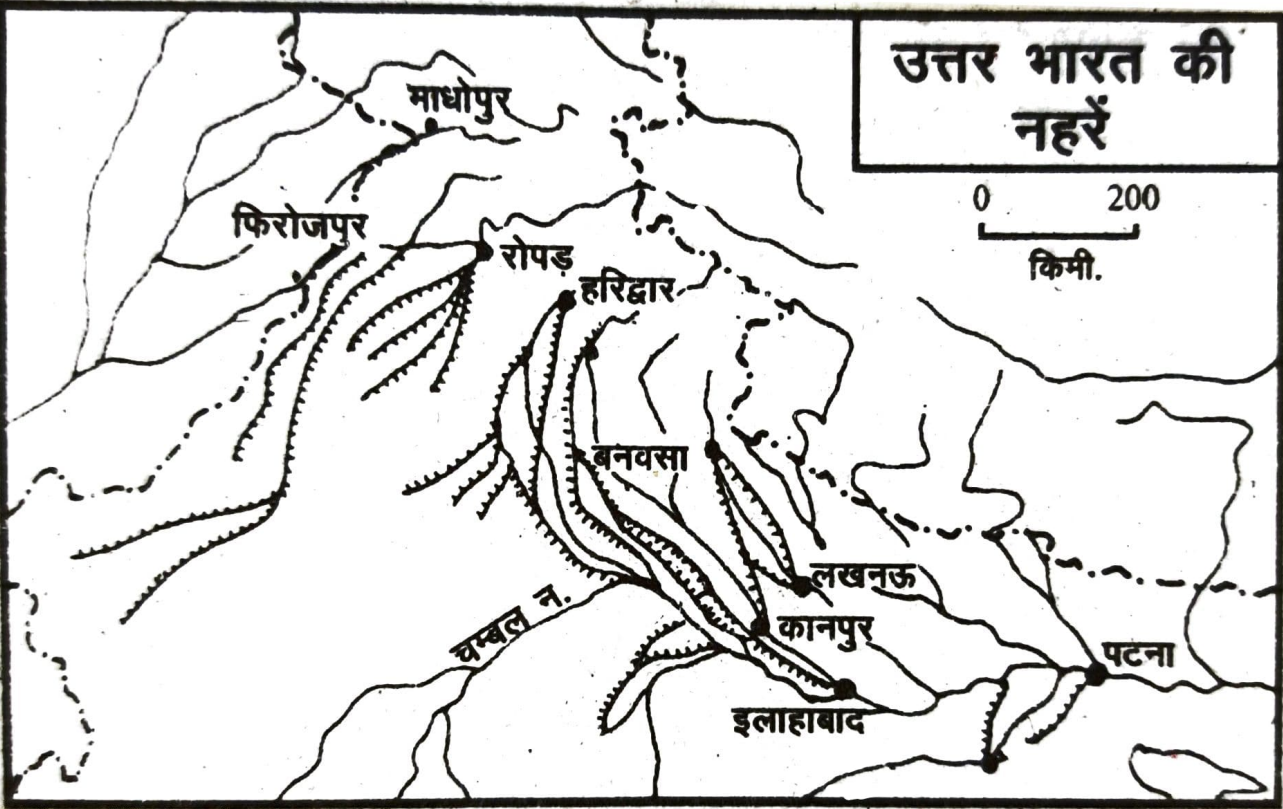 उत्तर भारत की
नहरें
0 200
किमी.
माधोपुर
फिरोजपुर
रोपड़
हरिद्वार
बनवसा
लखनऊ
चम्बल न.
कानपुर
पटना
इलाहाबाद